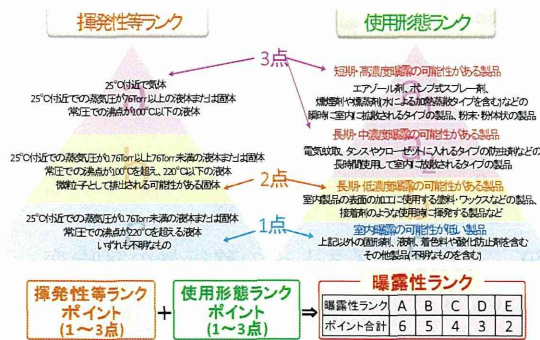 揮発性等ランク
使用形態ランク
3点
25℃付近で気体
25℃付近での蒸気圧が76Torr以上の液体または固体
常圧での沸点が100℃以下の液体
短期・高濃度曝露の可能性がある製品
エアゾール剤、ポンプ式スプレー剤、
燻煙剤や燻蒸剤(水による加熱蒸散タイプを含む)などの
瞬時に室内に拡散されるタイプの製品、粉末・粉体状の製品
長期・中濃度曝露の可能性がある製品
電気蚊取、タンスやクローゼットに入れるタイプの防虫剤などの
長時間使用して室内に拡散されるタイプの製品
25℃付近での蒸気圧が0.76Torr以上76Torr未満の液体または固体
常圧での沸点が100℃を超え、220℃以下の液体
微粒子として排出される可能性がある固体
2点
長期・低濃度曝露の可能性がある製品
室内製品の表面の加工に使用する塗料・ワックスなどの製品、
接着剤のような使用時に揮発する製品など
25℃付近での蒸気圧が0.76Torr未満の液体または固体
常圧での沸点が220℃を超える液体
いずれも不明なもの
1点
室内曝露の可能性が低い製品
上記以外の固形剤、液剤、着色料や酸化防止剤を含む
その他製品(不明なものを含む)
揮発性等ランク
ポイント
(1~3点)
+
使用形態ランク
ポイント
(1~3点)
⇒
曝露性ランク
曝露性ランク A B C D E
ポイント合計 6 5 4 3 2